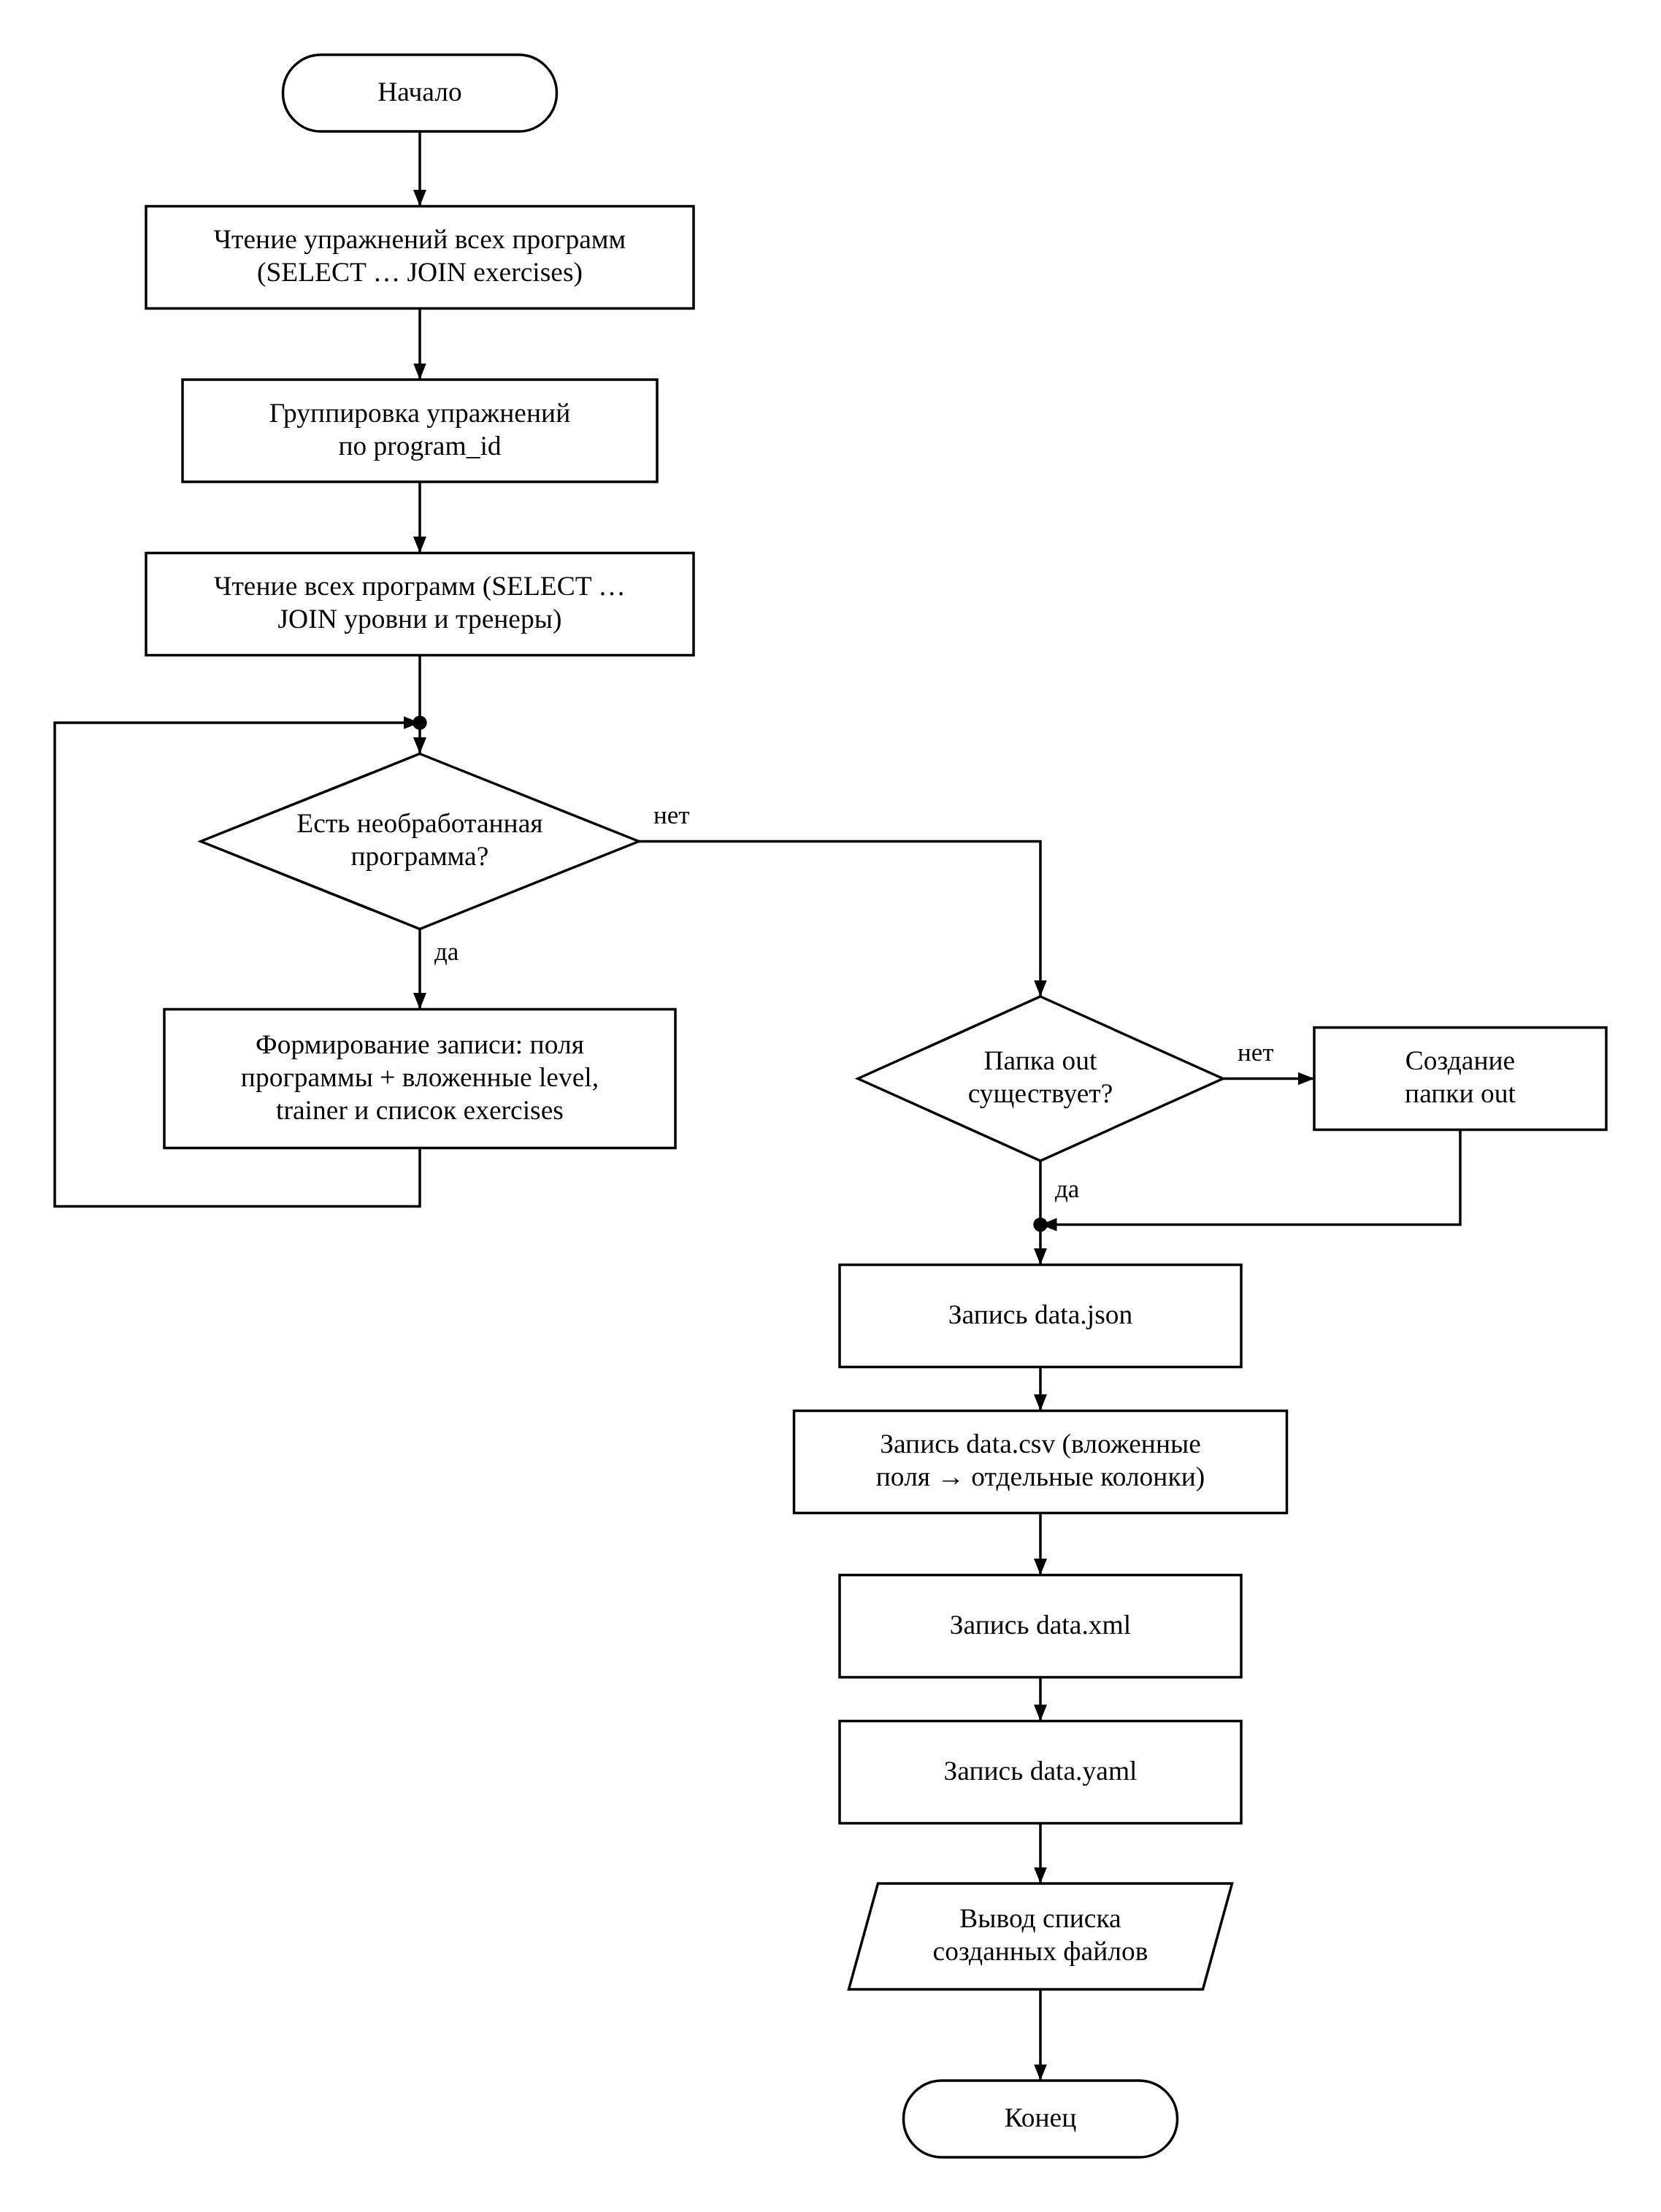 Начало
Чтение упражнений всех программ
(SELECT … JOIN exercises)
Группировка упражнений
по program_id
Чтение всех программ (SELECT …
JOIN уровни и тренеры)
Есть необработанная
программа?
нет
да
Формирование записи: поля
программы + вложенные level,
trainer и список exercises
Папка out
существует?
нет
Создание
папки out
да
Запись data.json
Запись data.csv (вложенные
поля → отдельные колонки)
Запись data.xml
Запись data.yaml
Вывод списка
созданных файлов
Конец